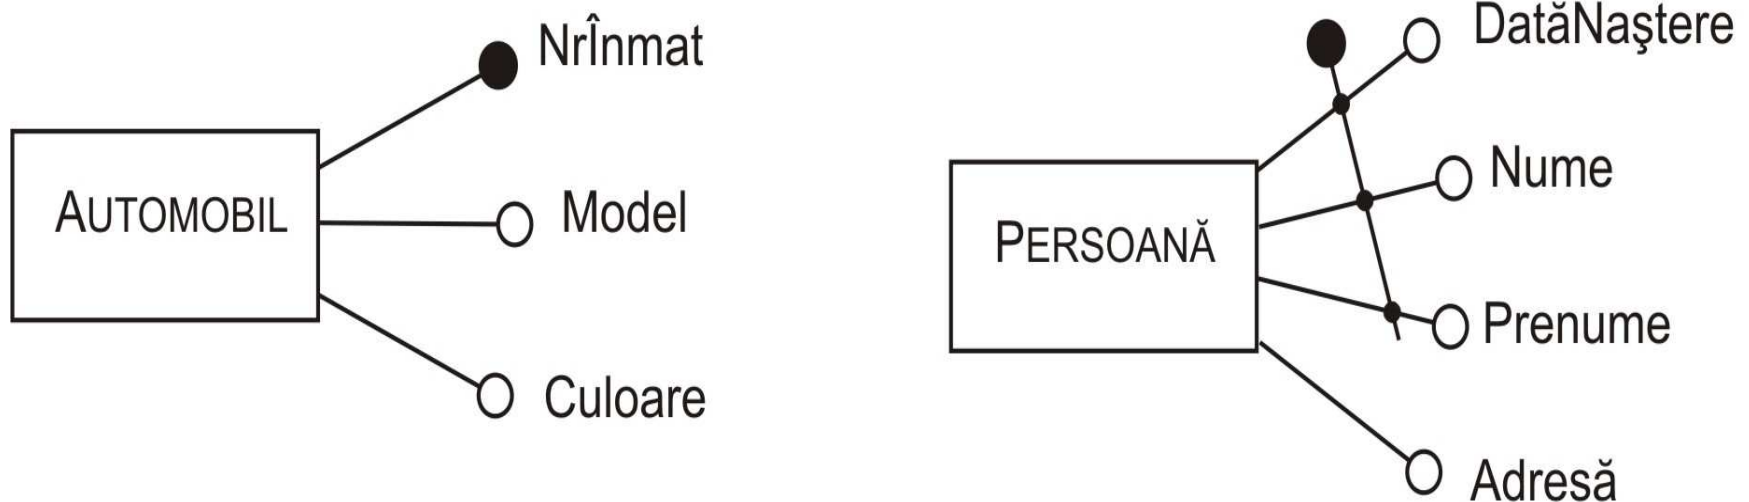 NrÎnmat
AUTOMOBIL
Model
Culoare
DatăNaştere
Nume
PERSOANĂ
Prenume
Adresă